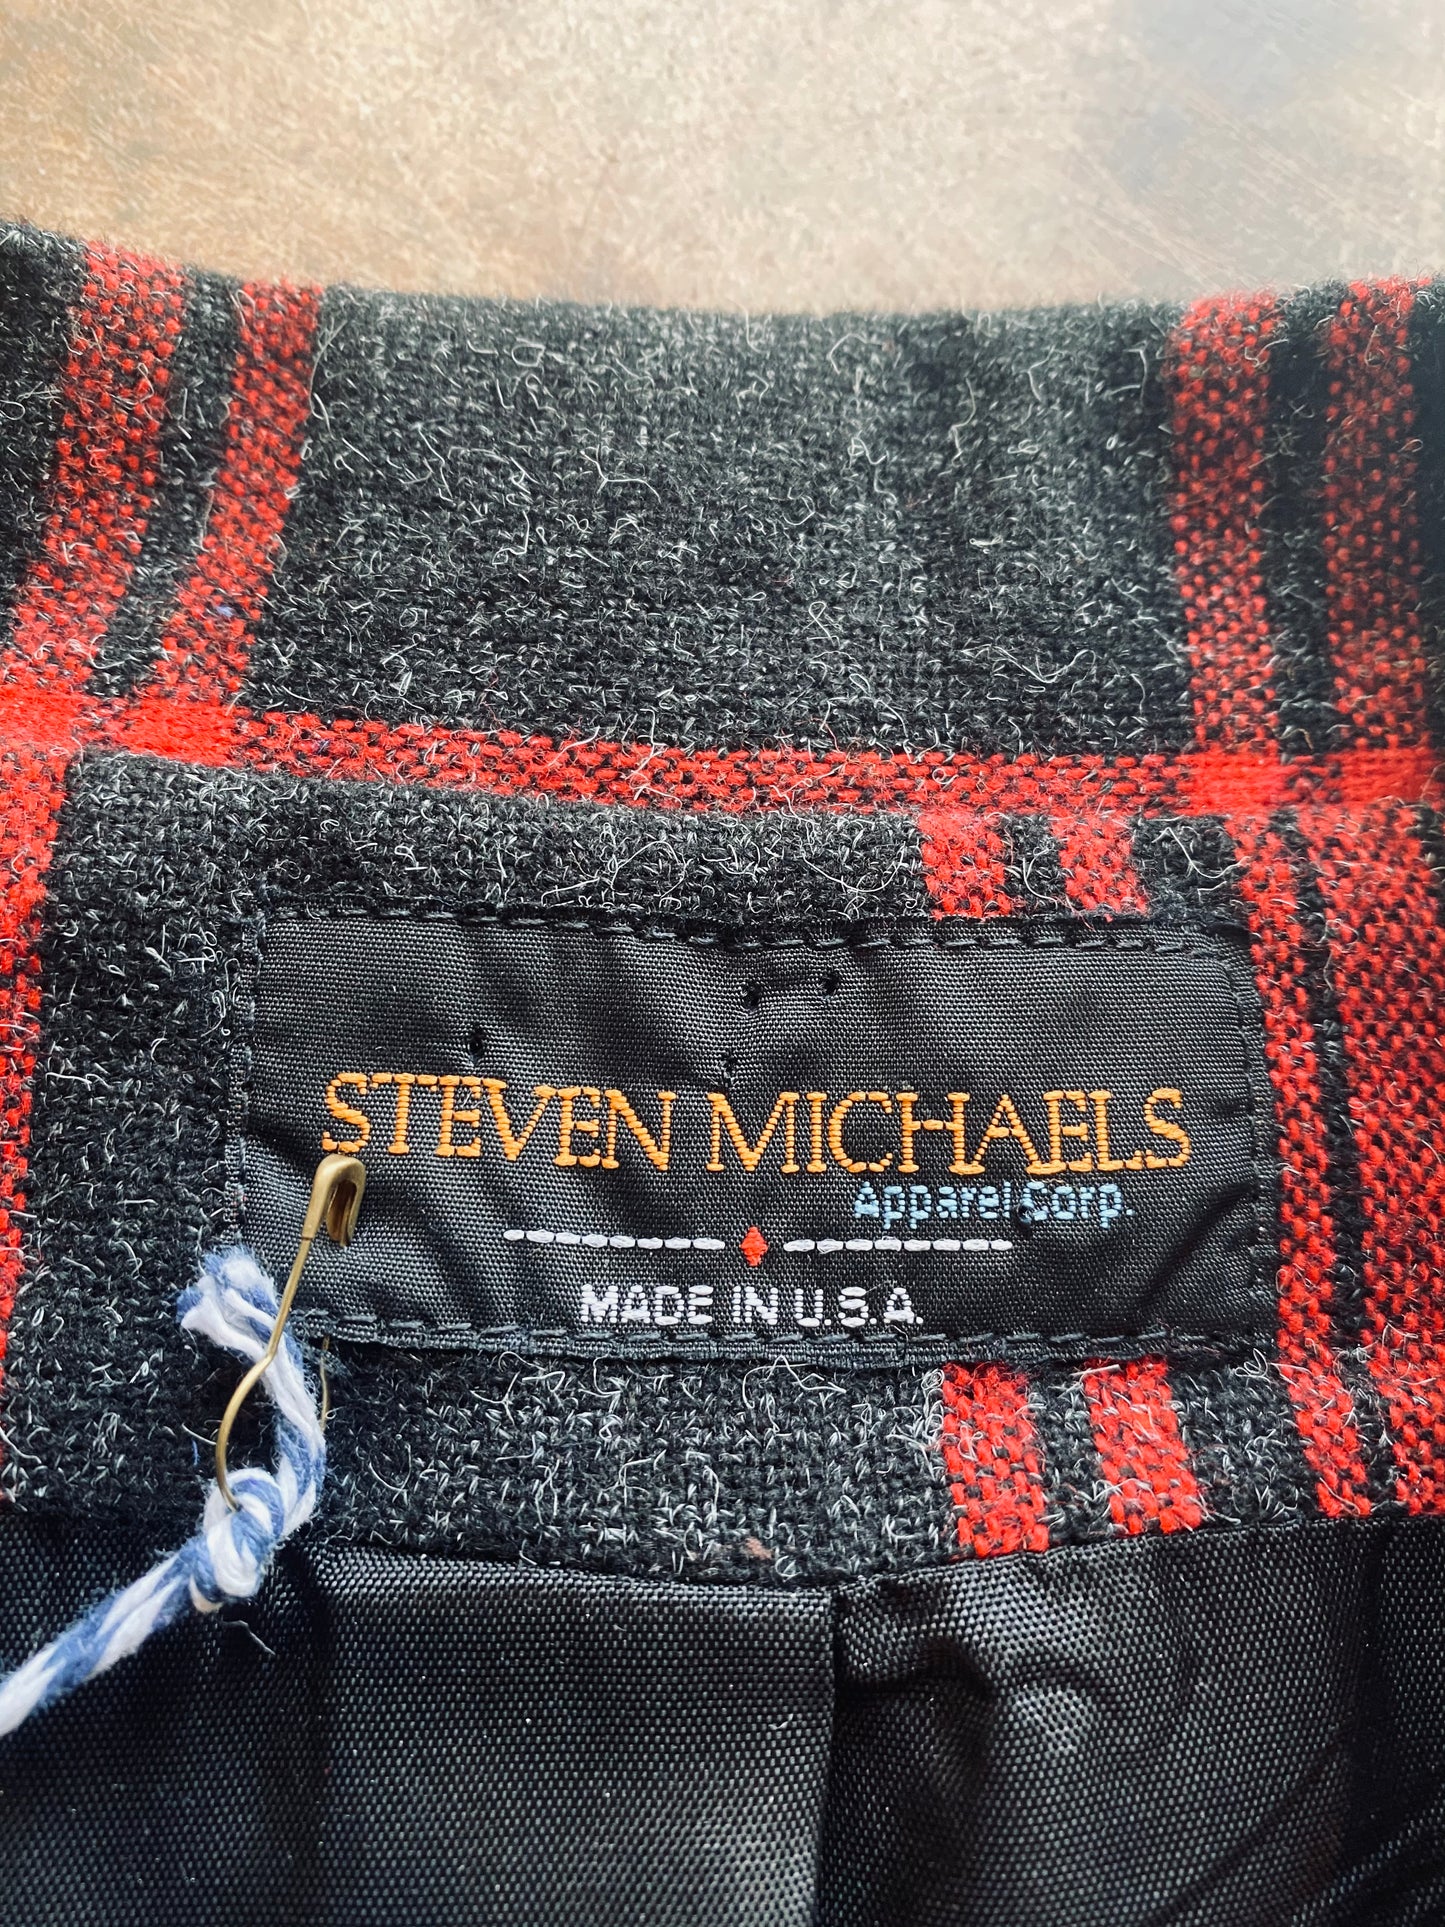 STEVEN MICHAELS
Apparel Corp.
MADE IN U.S.A.